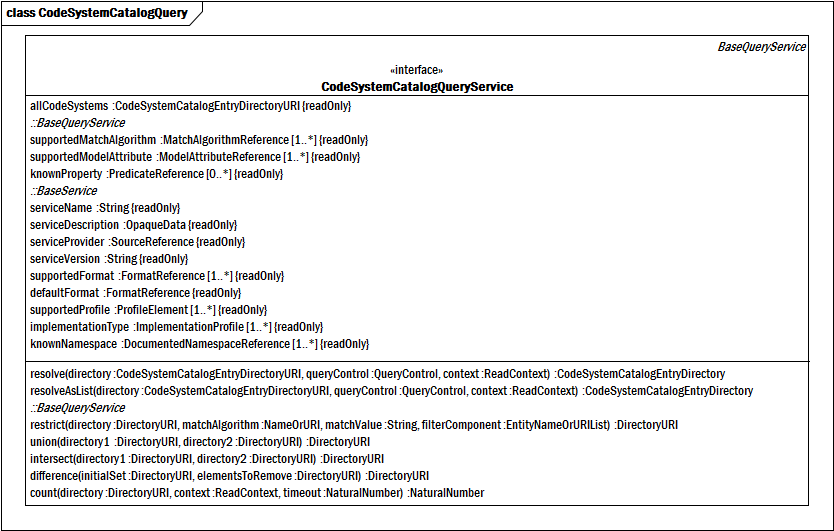 class CodeSystemCatalogQuery
BaseQueryService
«interface»
CodeSystemCatalogQueryService
allCodeSystems :CodeSystemCatalogEntryDirectoryURI {readOnly}
::BaseQueryService
supportedMatchAlgorithm :MatchAlgorithmReference [1..*] {readOnly}
supportedModelAttribute :ModelAttributeReference [1..*] {readOnly}
knownProperty :PredicateReference [0..*] {readOnly}
::BaseService
serviceName :String {readOnly}
serviceDescription :OpaqueData {readOnly}
serviceProvider :SourceReference {readOnly}
serviceVersion :String {readOnly}
supportedFormat :FormatReference [1..*] {readOnly}
defaultFormat :FormatReference {readOnly}
supportedProfile :ProfileElement [1..*] {readOnly}
implementationType :ImplementationProfile [1..*] {readOnly}
knownNamespace :DocumentedNamespaceReference [1..*] {readOnly}
resolve(directory :CodeSystemCatalogEntryDirectoryURI, queryControl :QueryControl, context :ReadContext) :CodeSystemCatalogEntryDirectory
resolveAsList(directory :CodeSystemCatalogEntryDirectoryURI, queryControl :QueryControl, context :ReadContext) :CodeSystemCatalogEntryDirectory
::BaseQueryService
restrict(directory :DirectoryURI, matchAlgorithm :NameOrURI, matchValue :String, filterComponent :EntityNameOrURIList) :DirectoryURI
union(directory1 :DirectoryURI, directory2 :DirectoryURI) :DirectoryURI
intersect(directory1 :DirectoryURI, directory2 :DirectoryURI) :DirectoryURI
difference(initialSet :DirectoryURI, elementsToRemove :DirectoryURI) :DirectoryURI
count(directory :DirectoryURI, context :ReadContext, timeout :NaturalNumber) :NaturalNumber